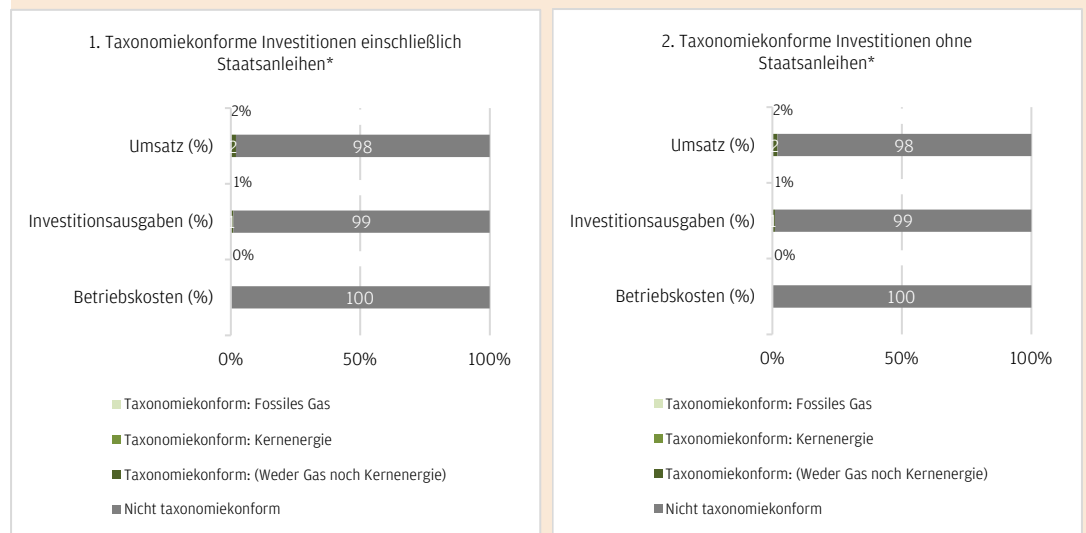 1. Taxonomiekonforme Investitionen einschließlich
Staatsanleihen*
2%
Umsatz (%)
2
98
1%
Investitionsausgaben (%)
1
99
0%
Betriebskosten (%)
100
0%
50%
100%
Taxonomiekonform: Fossiles Gas
Taxonomiekonform: Kernenergie
Taxonomiekonform: (Weder Gas noch Kernenergie)
Nicht taxonomiekonform
2. Taxonomiekonforme Investitionen ohne
Staatsanleihen*
2%
Umsatz (%)
2
98
1%
Investitionsausgaben (%)
1
99
0%
Betriebskosten (%)
100
0%
50%
100%
Taxonomiekonform: Fossiles Gas
Taxonomiekonform: Kernenergie
Taxonomiekonform: (Weder Gas noch Kernenergie)
Nicht taxonomiekonform